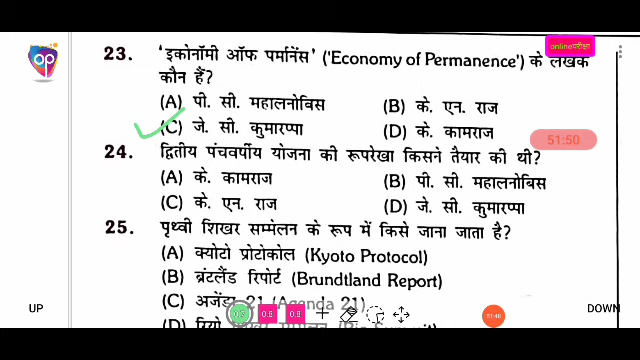 op
onlineपरीक्षा
23. 'इकोनॉमी ऑफ पर्मानेंस' ('Economy of Permanence') के लेखक
कौन हैं?
(A) पी. सी. महालनोबिस (B) के. एन. राज
(C) जे. सी. कुमारप्पा (D) के. कामराज
51:50
24. द्वितीय पंचवर्षीय योजना की रूपरेखा किसने तैयार की थी?
(A) के. कामराज (B) पी. सी. महालनोबिस
(C) के. एन. राज (D) जे. सी. कुमारप्पा
25. पृथ्वी शिखर सम्मेलन के रूप में किसे जाना जाता है?
(A) क्योटो प्रोटोकोल (Kyoto Protocol)
(B) ब्रंटलैंड रिपोर्ट (Brundtland Report)
(C) अजेंडा 21 (Agenda 21)
UP
DOWN